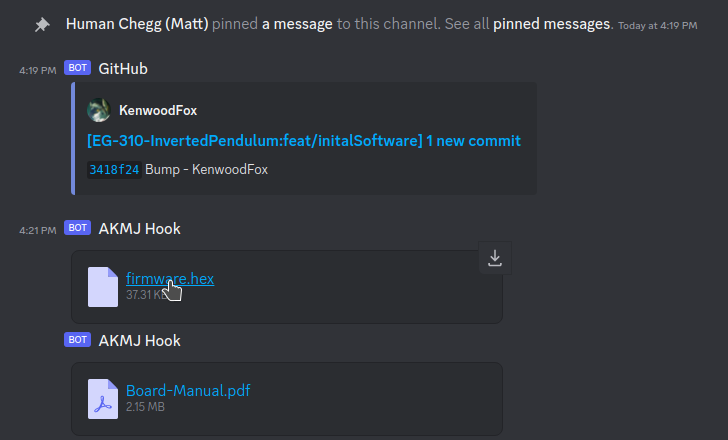 Human Chegg (Matt) pinned a message to this channel. See all pinned messages. Today at 4:19 PM
4:19 PM BOT GitHub
KenwoodFox
[EG-310-InvertedPendulum:feat/initalSoftware] 1 new commit
3418f24 Bump - KenwoodFox
4:21 PM BOT AKMJ Hook
firmware.hex
37.31
BOT AKMJ Hook
Board-Manual.pdf
2.15 MB